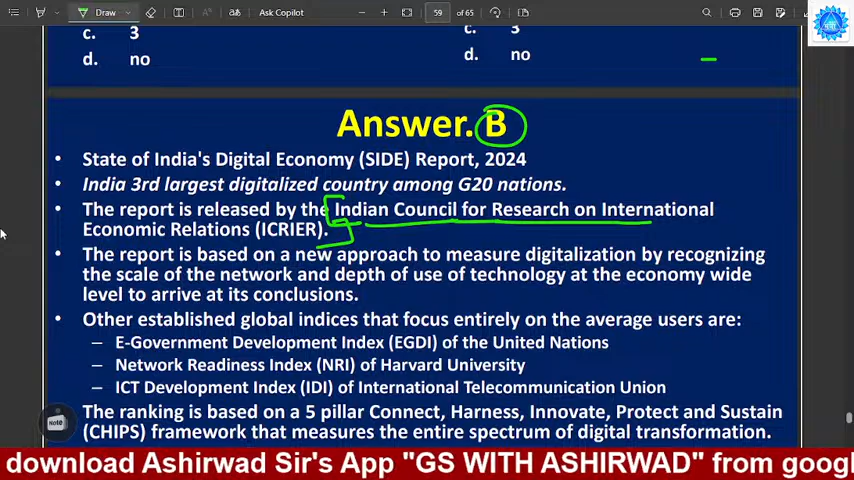 Draw
Ask Copilot
59 of 65
c. 3
d. no
c. 3
d. no
Answer. B
• State of India's Digital Economy (SIDE) Report, 2024
• India 3rd largest digitalized country among G20 nations.
• The report is released by the Indian Council for Research on International
Economic Relations (ICRIER).
• The report is based on a new approach to measure digitalization by recognizing
the scale of the network and depth of use of technology at the economy wide
level to arrive at its conclusions.
• Other established global indices that focus entirely on the average users are:
– E-Government Development Index (EGDI) of the United Nations
– Network Readiness Index (NRI) of Harvard University
– ICT Development Index (IDI) of International Telecommunication Union
The ranking is based on a 5 pillar Connect, Harness, Innovate, Protect and Sustain
(CHIPS) framework that measures the entire spectrum of digital transformation.
Note
download Ashirwad Sir's App "GS WITH ASHIRWAD" from googl